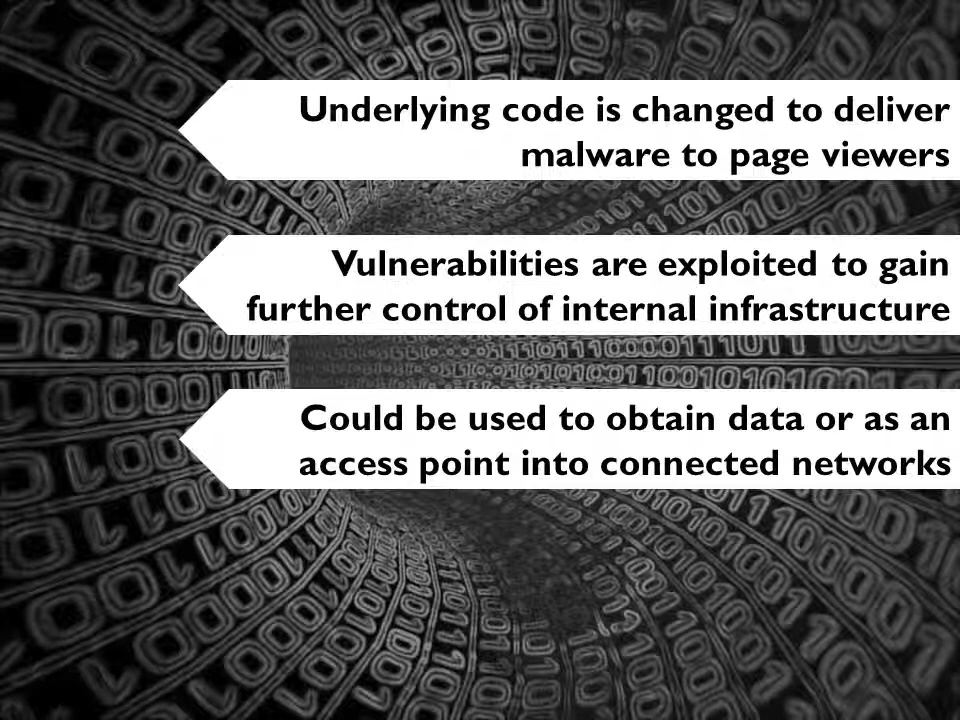 Underlying code is changed to deliver
malware to page viewers
Vulnerabilities are exploited to gain
further control of internal infrastructure
Could be used to obtain data or as an
access point into connected networks